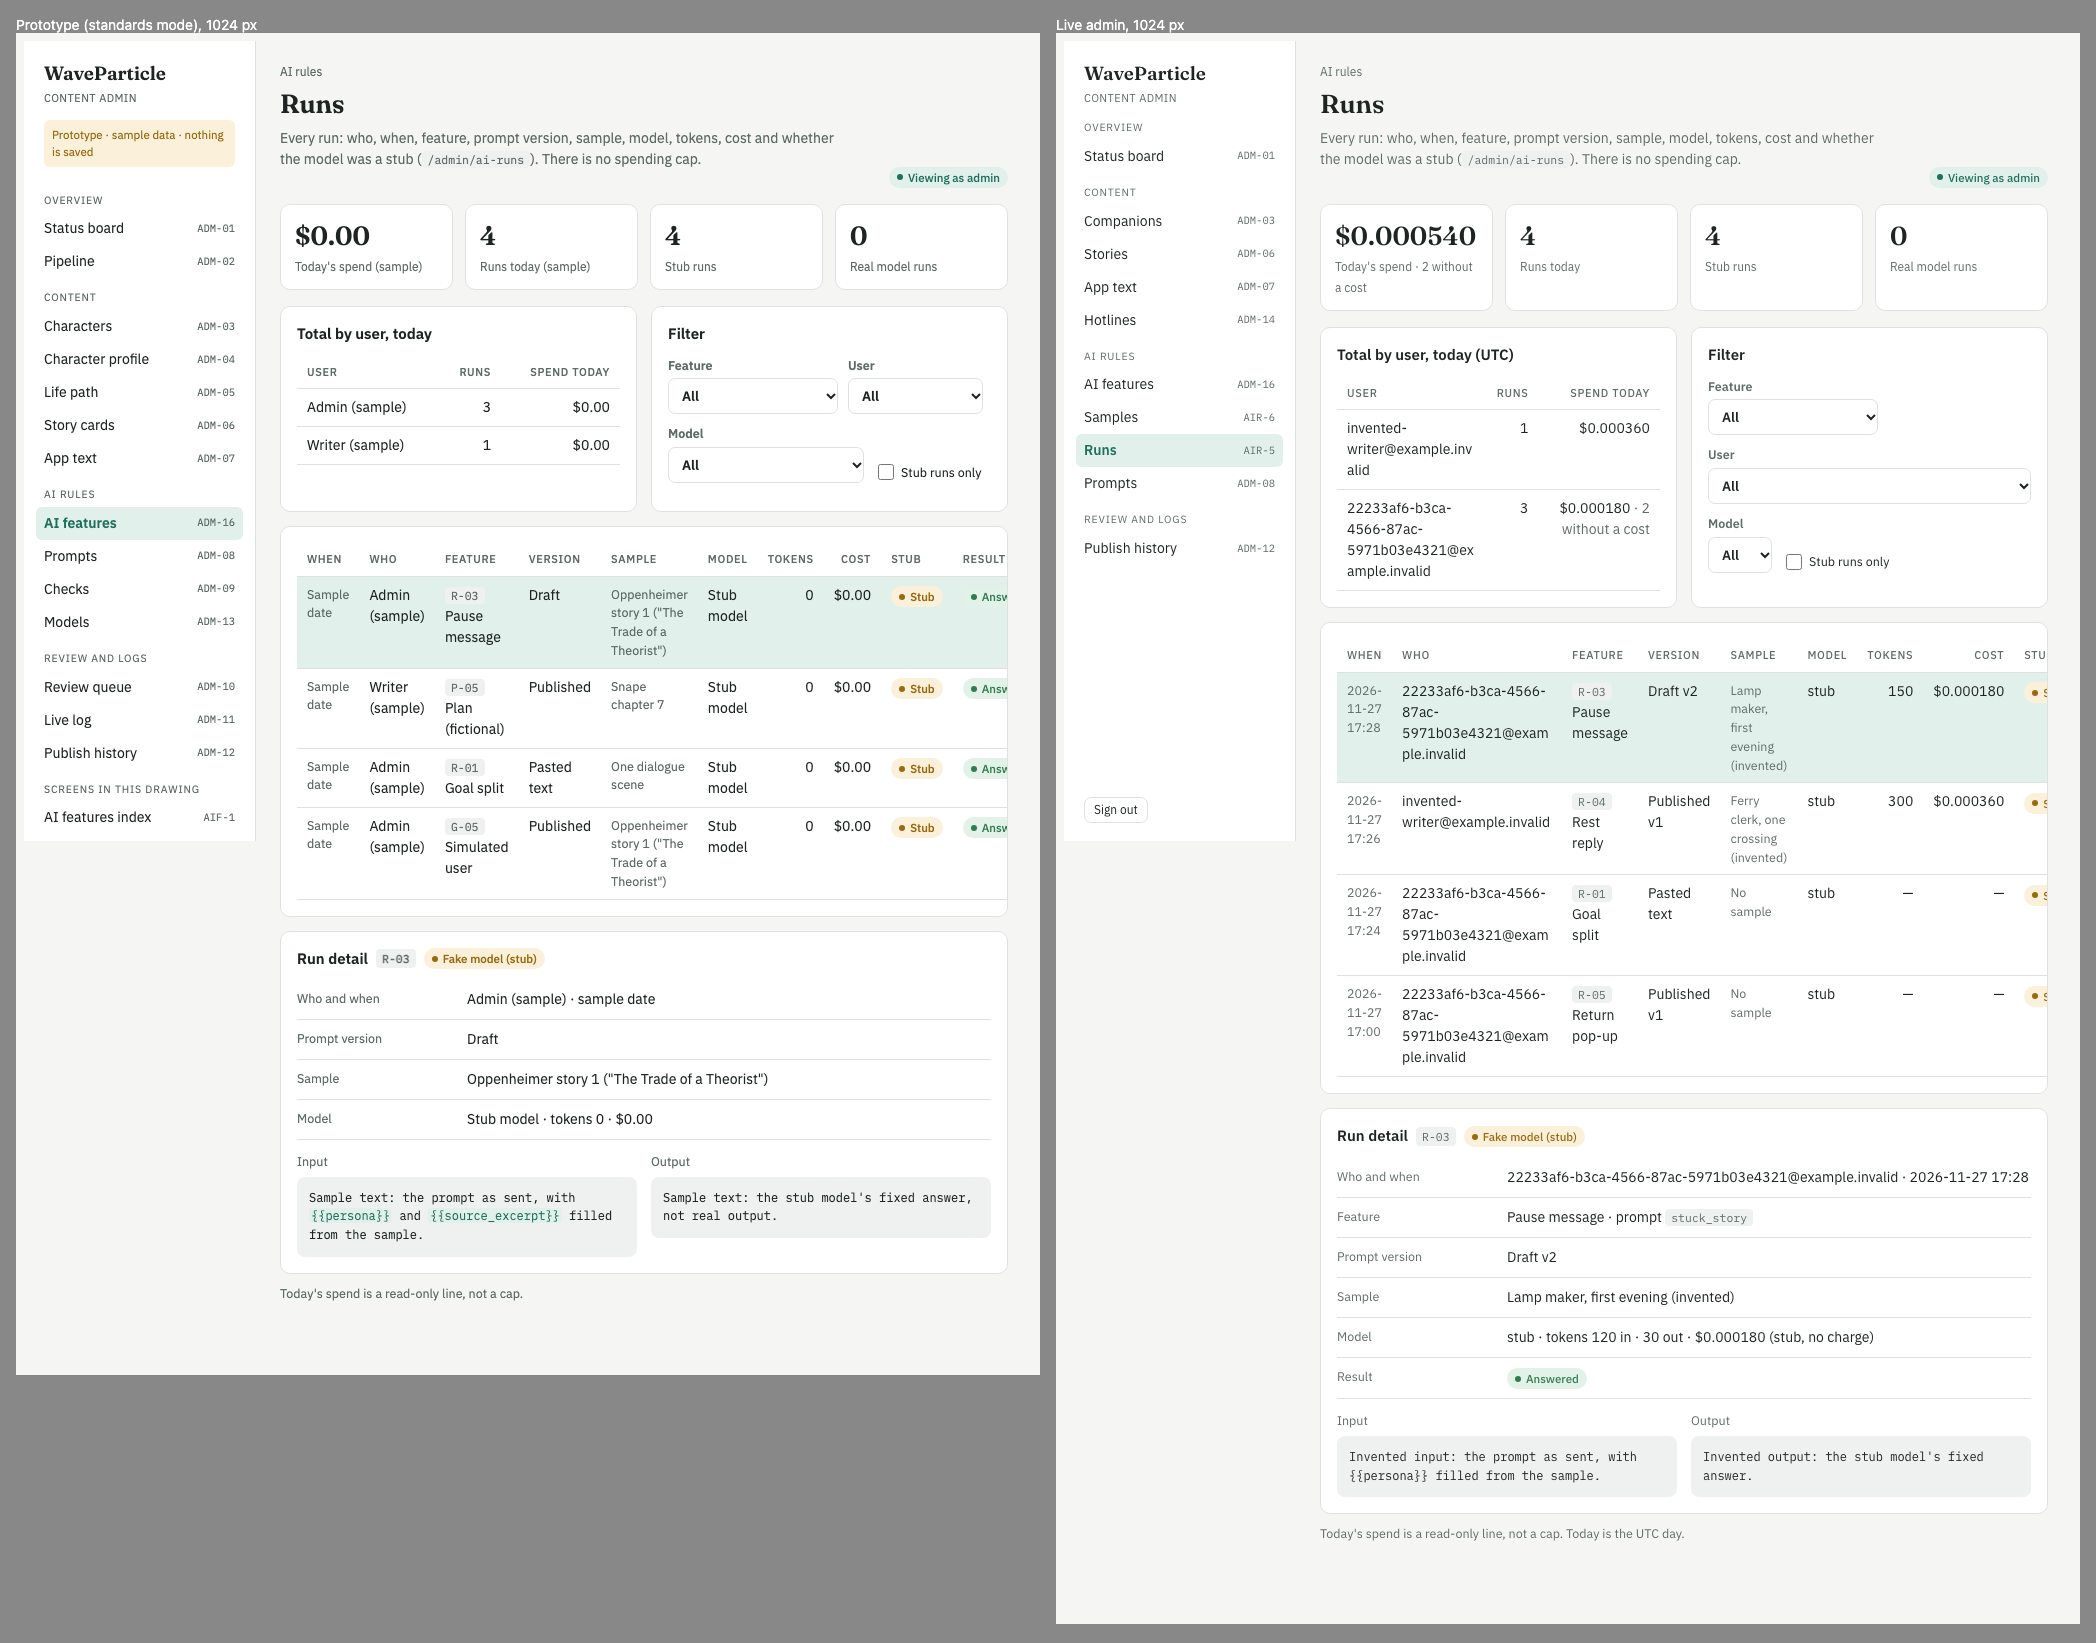 Prototype (standards mode), 1024 px
WaveParticle
CONTENT ADMIN
Prototype · sample data · nothing
is saved
OVERVIEW
Status board ADM-01
Pipeline ADM-02
CONTENT
Characters ADM-03
Character profile ADM-04
Life path ADM-05
Story cards ADM-06
App text ADM-07
AI RULES
AI features ADM-16
Prompts ADM-08
Checks ADM-09
Models ADM-13
REVIEW AND LOGS
Review queue ADM-10
Live log ADM-11
Publish history ADM-12
SCREENS IN THIS DRAWING
AI features index AIF-1
AI rules
Runs
Every run: who, when, feature, prompt version, sample, model, tokens, cost and whether
the model was a stub ( /admin/ai-runs ). There is no spending cap.
Viewing as admin
$0.00
Today's spend (sample)
4
Runs today (sample)
4
Stub runs
0
Real model runs
Total by user, today
USER RUNS SPEND TODAY
Admin (sample) 3 $0.00
Writer (sample) 1 $0.00
Filter
Feature User
All All
Model
All Stub runs only
WHEN WHO FEATURE VERSION SAMPLE MODEL TOKENS COST STUB RESULT
Sample Admin R-03 Draft Oppenheimer Stub 0 $0.00 Stub Answ
date (sample) Pause story 1 ("The model
message Trade of a
Theorist")
Sample Writer P-05 Published Snape Stub 0 $0.00 Stub Answ
date (sample) Plan chapter 7 model
(fictional)
Sample Admin R-01 Pasted One dialogue Stub 0 $0.00 Stub Answ
date (sample) Goal split text scene model
Sample Admin G-05 Published Oppenheimer Stub 0 $0.00 Stub Answ
date (sample) Simulated story 1 ("The model
user Trade of a
Theorist")
Run detail R-03 Fake model (stub)
Who and when Admin (sample) · sample date
Prompt version Draft
Sample Oppenheimer story 1 ("The Trade of a Theorist")
Model Stub model · tokens 0 · $0.00
Input Output
Sample text: the prompt as sent, with
{{persona}} and {{source_excerpt}} filled
from the sample.
Sample text: the stub model's fixed answer,
not real output.
Today's spend is a read-only line, not a cap.
Live admin, 1024 px
WaveParticle
CONTENT ADMIN
OVERVIEW
Status board ADM-01
CONTENT
Companions ADM-03
Stories ADM-06
App text ADM-07
Hotlines ADM-14
AI RULES
AI features ADM-16
Samples AIR-6
Runs AIR-5
Prompts ADM-08
REVIEW AND LOGS
Publish history ADM-12
Sign out
AI rules
Runs
Every run: who, when, feature, prompt version, sample, model, tokens, cost and whether
the model was a stub ( /admin/ai-runs ). There is no spending cap.
Viewing as admin
$0.000540
Today's spend · 2 without
a cost
4
Runs today
4
Stub runs
0
Real model runs
Total by user, today (UTC)
USER RUNS SPEND TODAY
invented- 1 $0.000360
writer@example.inv
alid
22233af6-b3ca- 3 $0.000180 · 2
4566-87ac- without a cost
5971b03e4321@ex
ample.invalid
Filter
Feature
All
User
All
Model
All Stub runs only
WHEN WHO FEATURE VERSION SAMPLE MODEL TOKENS COST STU
2026- 22233af6-b3ca-4566- R-03 Draft v2 Lamp stub 150 $0.000180 S
11-27 87ac- Pause maker,
17:28 5971b03e4321@exam message first
ple.invalid evening
(invented)
2026- invented- R-04 Published Ferry stub 300 $0.000360 S
11-27 writer@example.invalid Rest v1 clerk, one
17:26 reply crossing
(invented)
2026- 22233af6-b3ca-4566- R-01 Pasted No stub — — S
11-27 87ac- Goal text sample
17:24 5971b03e4321@exam split
ple.invalid
2026- 22233af6-b3ca-4566- R-05 Published No stub — — S
11-27 87ac- Return v1 sample
17:00 5971b03e4321@exam pop-up
ple.invalid
Run detail R-03 Fake model (stub)
Who and when 22233af6-b3ca-4566-87ac-5971b03e4321@example.invalid · 2026-11-27 17:28
Feature Pause message · prompt stuck_story
Prompt version Draft v2
Sample Lamp maker, first evening (invented)
Model stub · tokens 120 in · 30 out · $0.000180 (stub, no charge)
Result Answered
Input Output
Invented input: the prompt as sent, with
{{persona}} filled from the sample.
Invented output: the stub model's fixed
answer.
Today's spend is a read-only line, not a cap. Today is the UTC day.